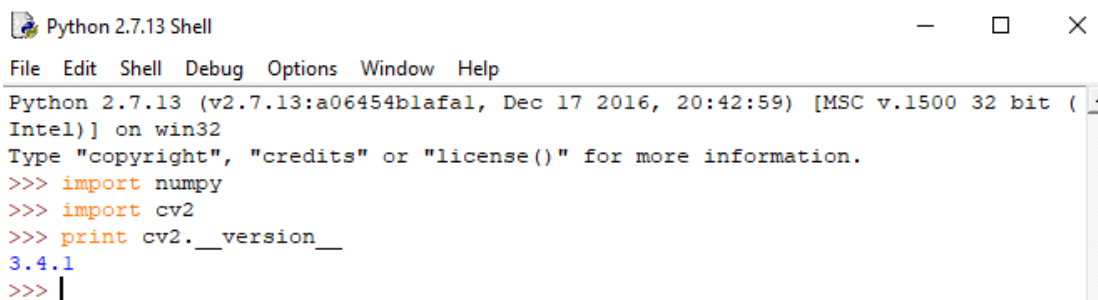 Python 2.7.13 Shell
File Edit Shell Debug Options Window Help
Python 2.7.13 (v2.7.13:a06454b1afa1, Dec 17 2016, 20:42:59) [MSC v.1500 32 bit (
Intel)] on win32
Type "copyright", "credits" or "license()" for more information.
>>> import numpy
>>> import cv2
>>> print cv2.__version__
3.4.1
>>>